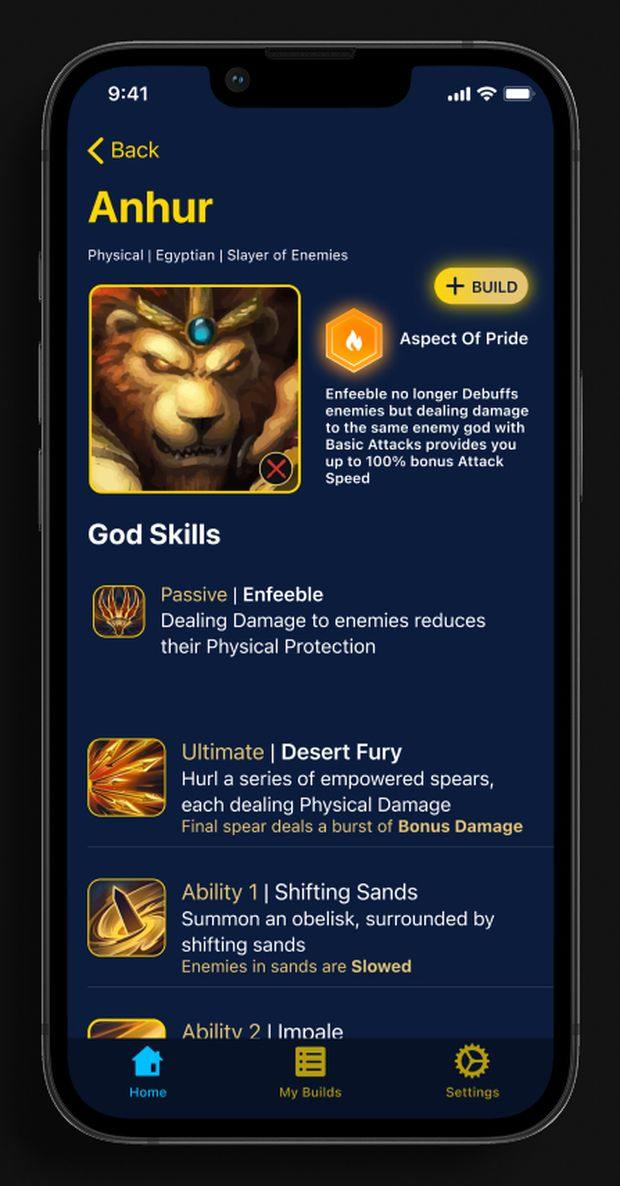 9:41
Back
Anhur
Physical | Egyptian | Slayer of Enemies
+ BUILD
Aspect Of Pride
Enfeeble no longer Debuffs
enemies but dealing damage
to the same enemy god with
Basic Attacks provides you
up to 100% bonus Attack
Speed
God Skills
Passive | Enfeeble
Dealing Damage to enemies reduces
their Physical Protection
Ultimate | Desert Fury
Hurl a series of empowered spears,
each dealing Physical Damage
Final spear deals a burst of Bonus Damage
Ability 1 | Shifting Sands
Summon an obelisk, surrounded by
shifting sands
Enemies in sands are Slowed
Ability 2 | Impale
Home
My Builds
Settings